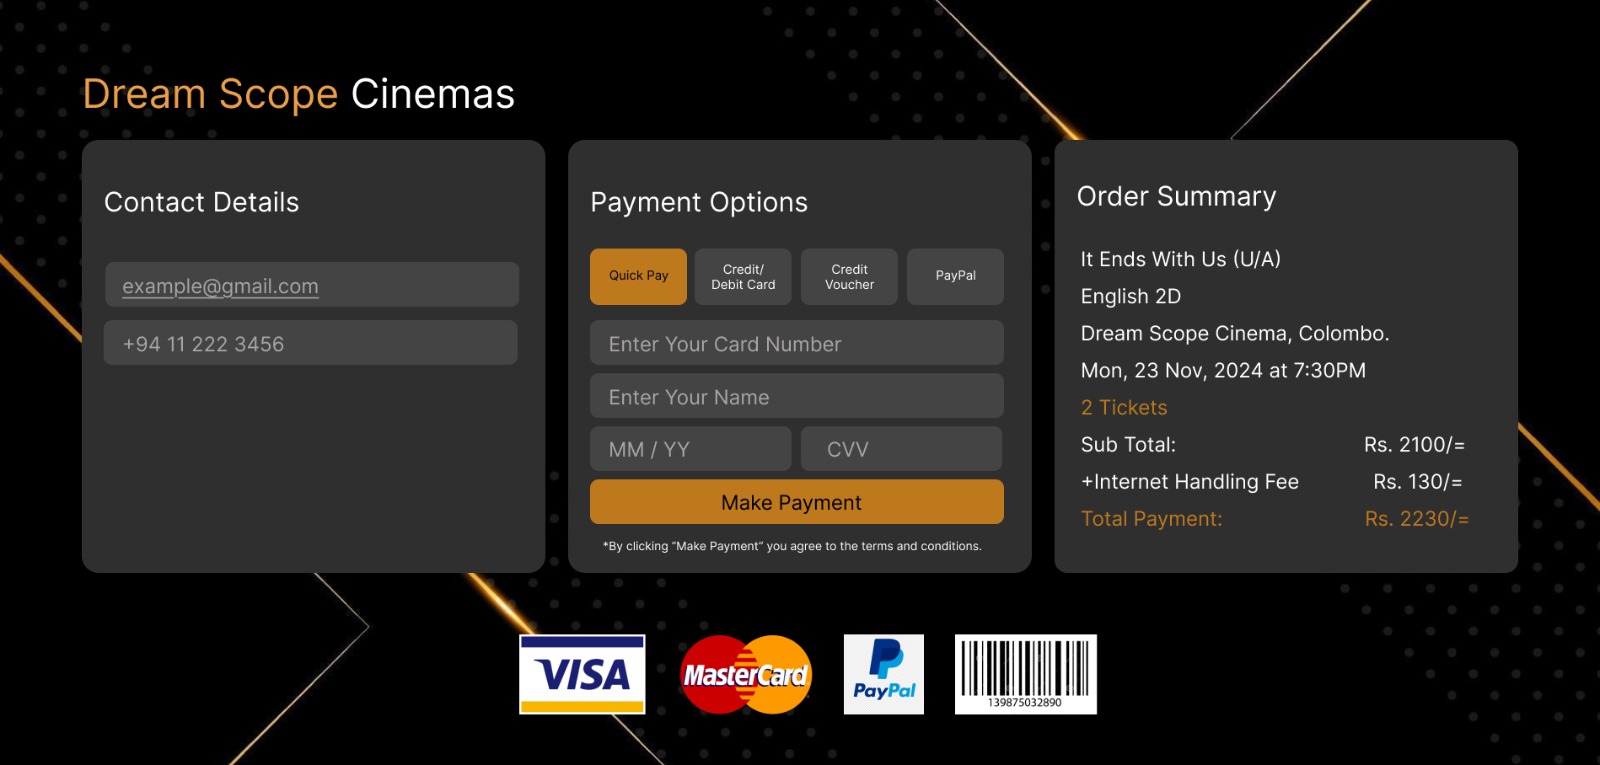 Dream Scope Cinemas
Contact Details
example@gmail.com
+94 11 222 3456
Payment Options
Quick Pay
Credit/
Debit Card
Credit
Voucher
PayPal
Enter Your Card Number
Enter Your Name
MM / YY
CVV
Make Payment
*By clicking “Make Payment” you agree to the terms and conditions.
Order Summary
It Ends With Us (U/A)
English 2D
Dream Scope Cinema, Colombo.
Mon, 23 Nov, 2024 at 7:30PM
2 Tickets
Sub Total: Rs. 2100/=
+Internet Handling Fee Rs. 130/=
Total Payment: Rs. 2230/=
VISA
MasterCard
PayPal
139875032890